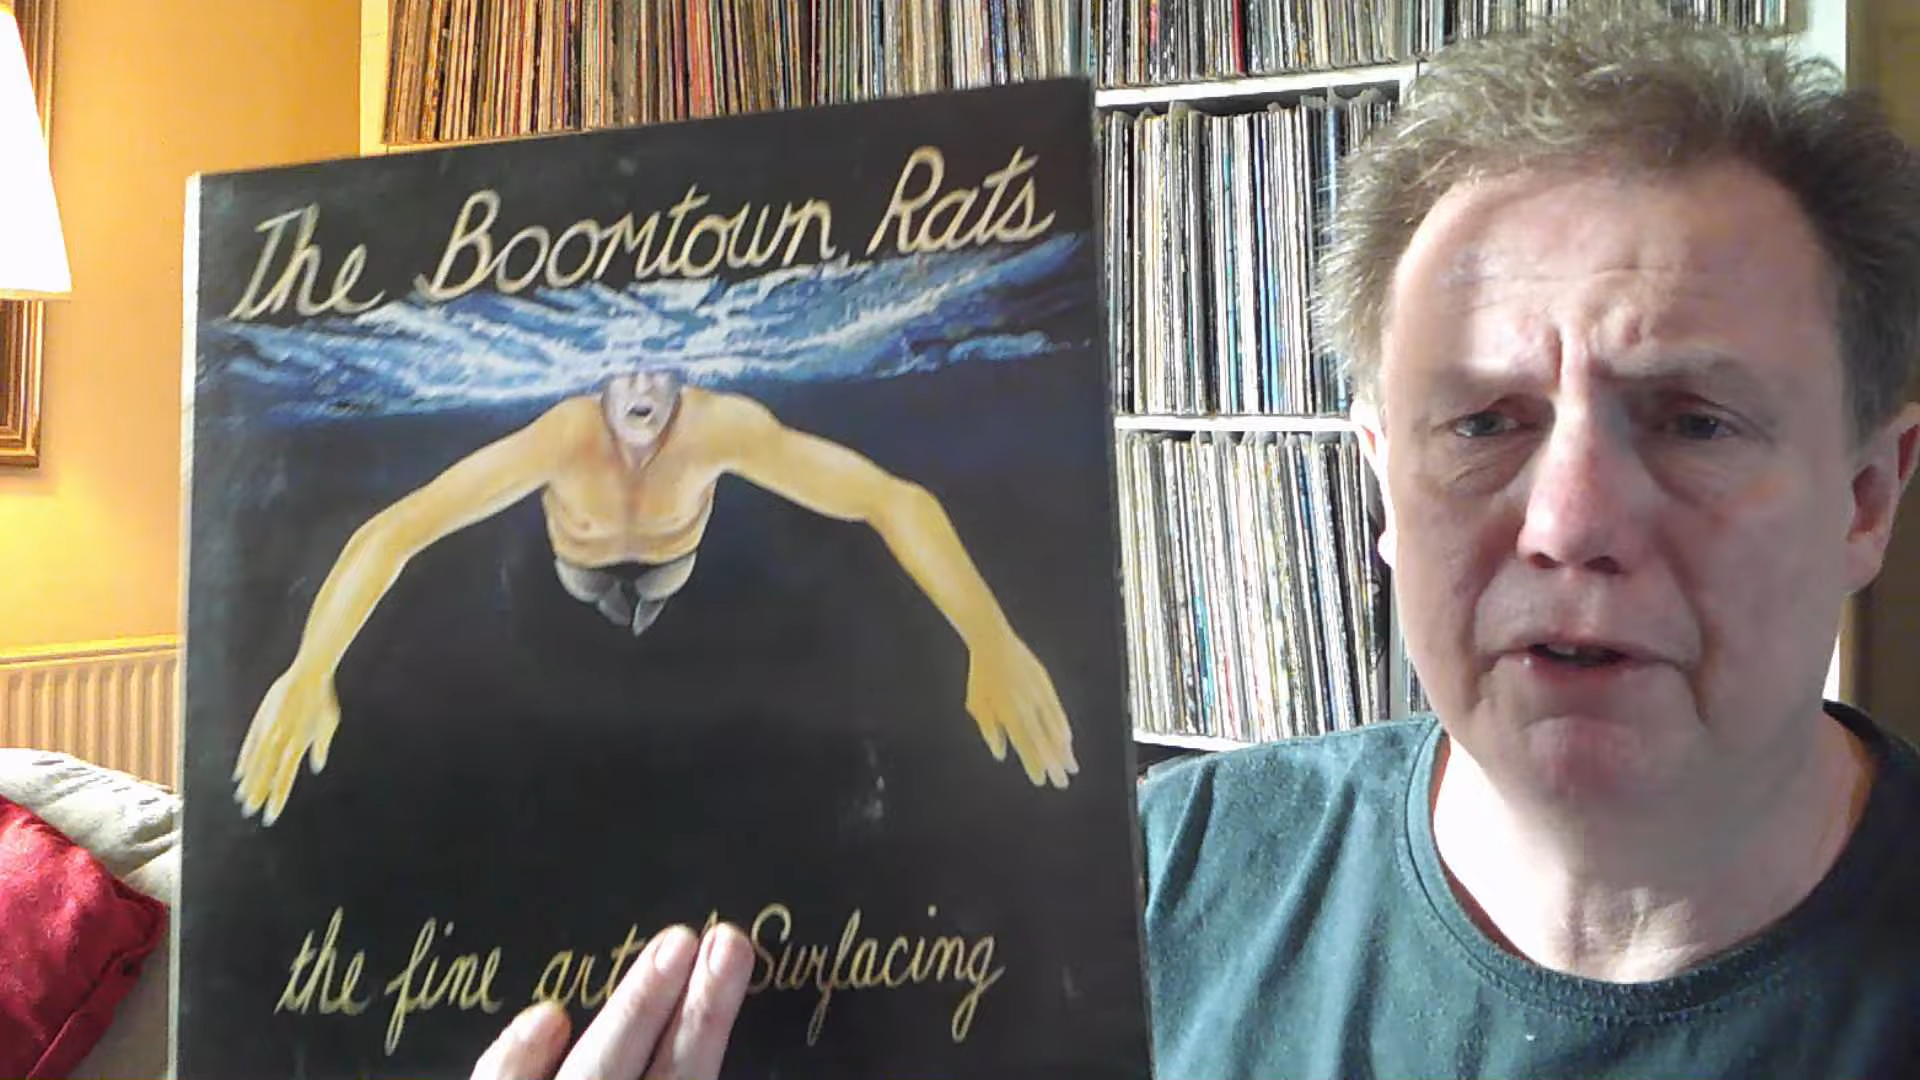 The Boomtown Rats
the fine art Surfacing